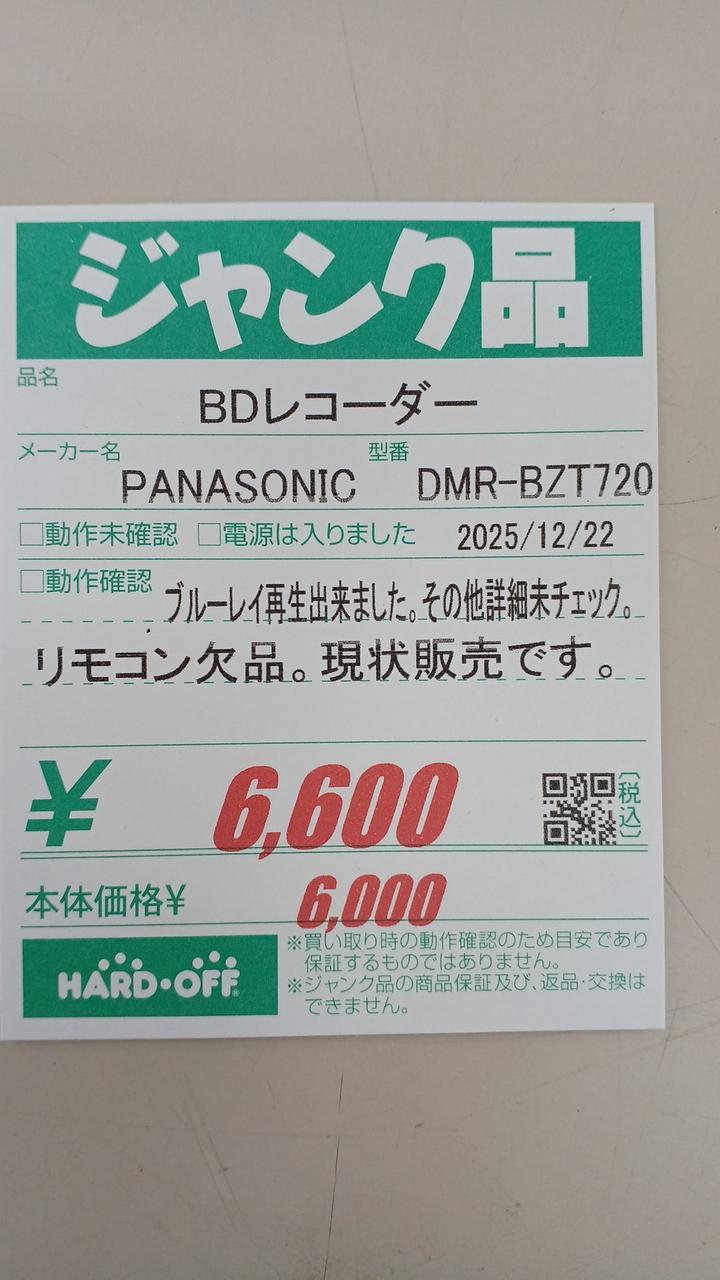 ジャンク品
品名
BDレコーダー
メーカー名 型番
PANASONIC DMR-BZT720
□動作未確認 □電源は入りました 2025/12/22
□動作確認 ブルーレイ再生出来ました。その他詳細未チェック。
リモコン欠品。現状販売です。
¥ 6,600 〔税込〕
本体価格¥ 6,000
HARD・OFF®
※買い取り時の動作確認のため目安であり
保証するものではありません。
※ジャンク品の商品保証及び、返品・交換は
できません。